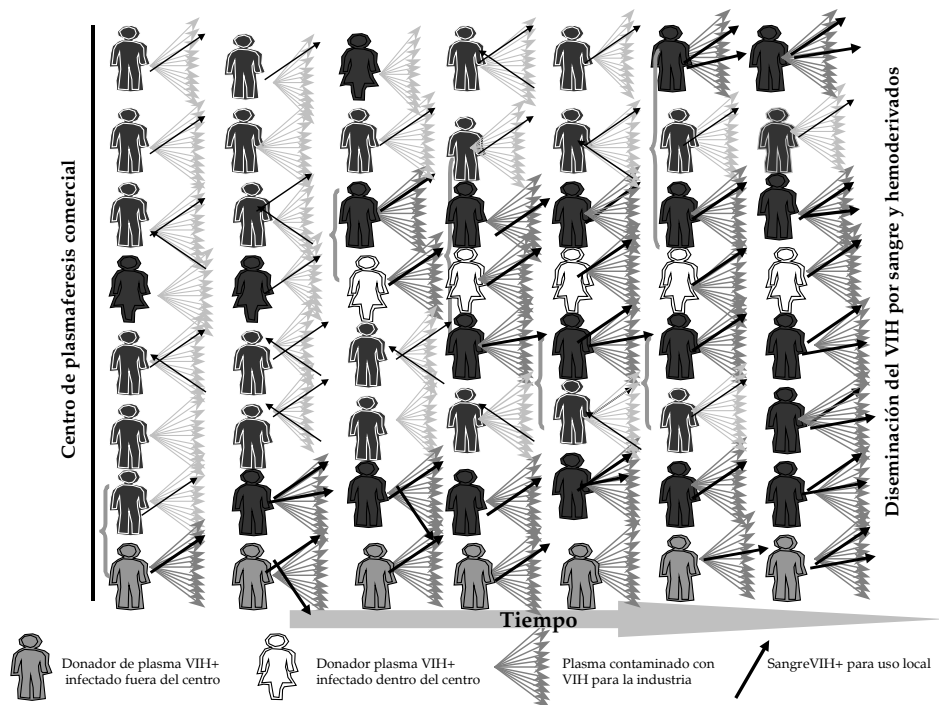 Centro de plasmaféresis comercial
Diseminación del VIH por sangre y hemoderivados
Tiempo
Donador de plasma VIH+
infectado fuera del centro
Donador plasma VIH+
infectado dentro del centro
Plasma contaminado con
VIH para la industria
SangreVIH+ para uso local